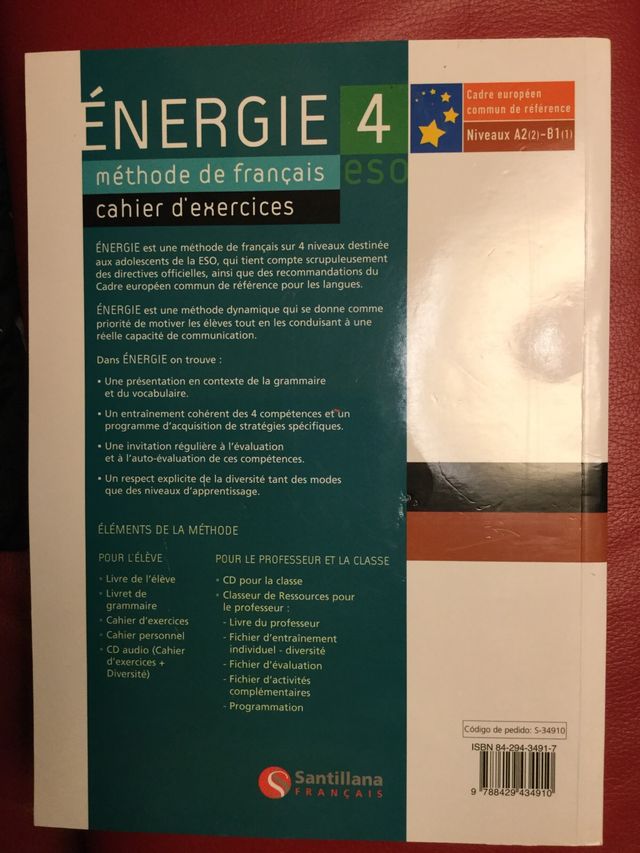 ÉNERGIE 4
eso
méthode de français
cahier d'exercices
Cadre européen
commun de référence
Niveaux A2(2)-B1(1)
ÉNERGIE est une méthode de français sur 4 niveaux destinée
aux adolescents de la ESO, qui tient compte scrupuleusement
des directives officielles, ainsi que des recommandations du
Cadre européen commun de référence pour les langues.
ÉNERGIE est une méthode dynamique qui se donne comme
priorité de motiver les élèves tout en les conduisant à une
réelle capacité de communication.
Dans ÉNERGIE on trouve :
• Une présentation en contexte de la grammaire
et du vocabulaire.
• Un entraînement cohérent des 4 compétences et un
programme d'acquisition de stratégies spécifiques.
• Une invitation régulière à l'évaluation
et à l'auto-évaluation de ces compétences.
• Un respect explicite de la diversité tant des modes
que des niveaux d'apprentissage.
ÉLÉMENTS DE LA MÉTHODE
POUR L'ÉLÈVE
• Livre de l'élève
• Livret de
grammaire
• Cahier d'exercices
• Cahier personnel
• CD audio (Cahier
d'exercices +
Diversité)
POUR LE PROFESSEUR ET LA CLASSE
• CD pour la classe
• Classeur de Ressources pour
le professeur :
- Livre du professeur
- Fichier d'entraînement
individuel - diversité
- Fichier d'évaluation
- Fichier d'activités
complémentaires
- Programmation
Santillana
FRANÇAIS
Código de pedido: S-34910
ISBN 84-294-3491-7
9 788429 434910